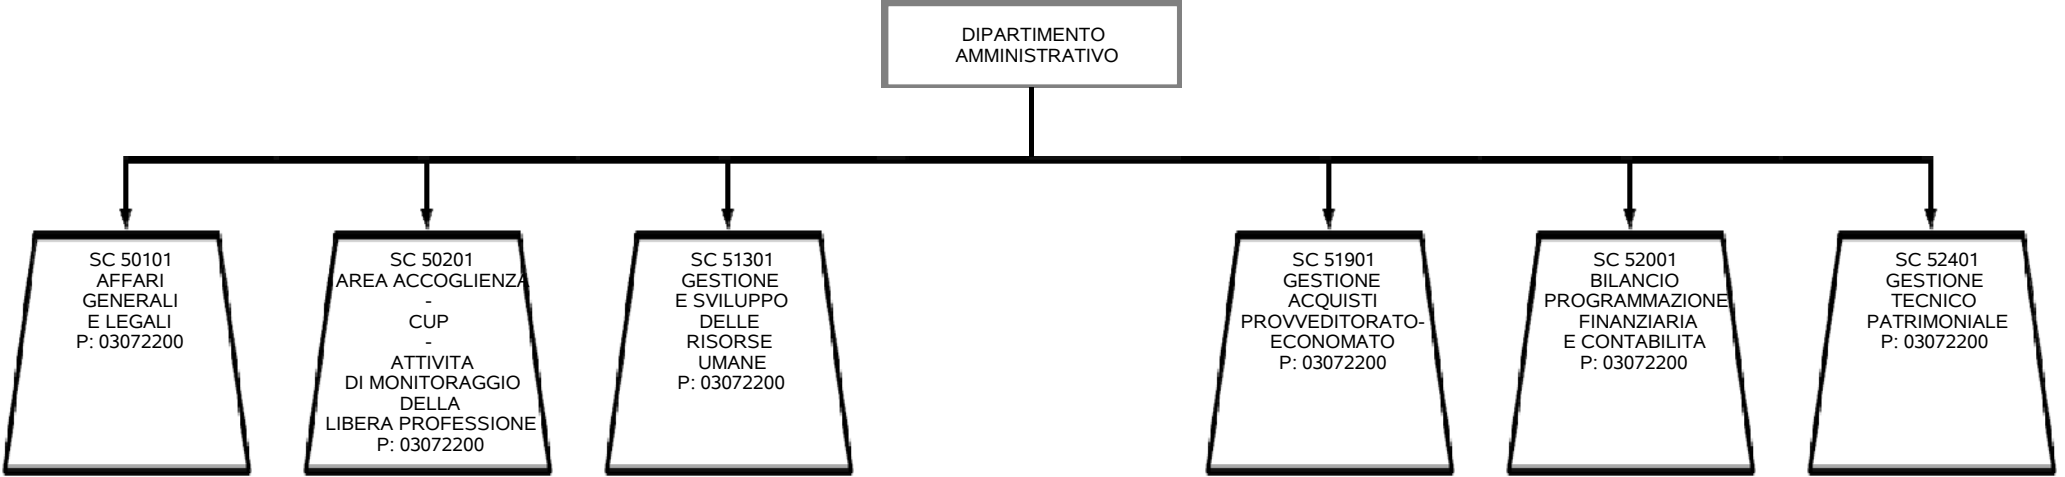 DIPARTIMENTO
AMMINISTRATIVO
SC 50101
AFFARI
GENERALI
E LEGALI
P: 03072200
SC 50201
AREA ACCOGLIENZA
-
CUP
-
ATTIVITA
DI MONITORAGGIO
DELLA
LIBERA PROFESSIONE
P: 03072200
SC 51301
GESTIONE
E SVILUPPO
DELLE
RISORSE
UMANE
P: 03072200
SC 51901
GESTIONE
ACQUISTI
PROVVEDITORATO-
ECONOMATO
P: 03072200
SC 52001
BILANCIO
PROGRAMMAZIONE
FINANZIARIA
E CONTABILITA
P: 03072200
SC 52401
GESTIONE
TECNICO
PATRIMONIALE
P: 03072200